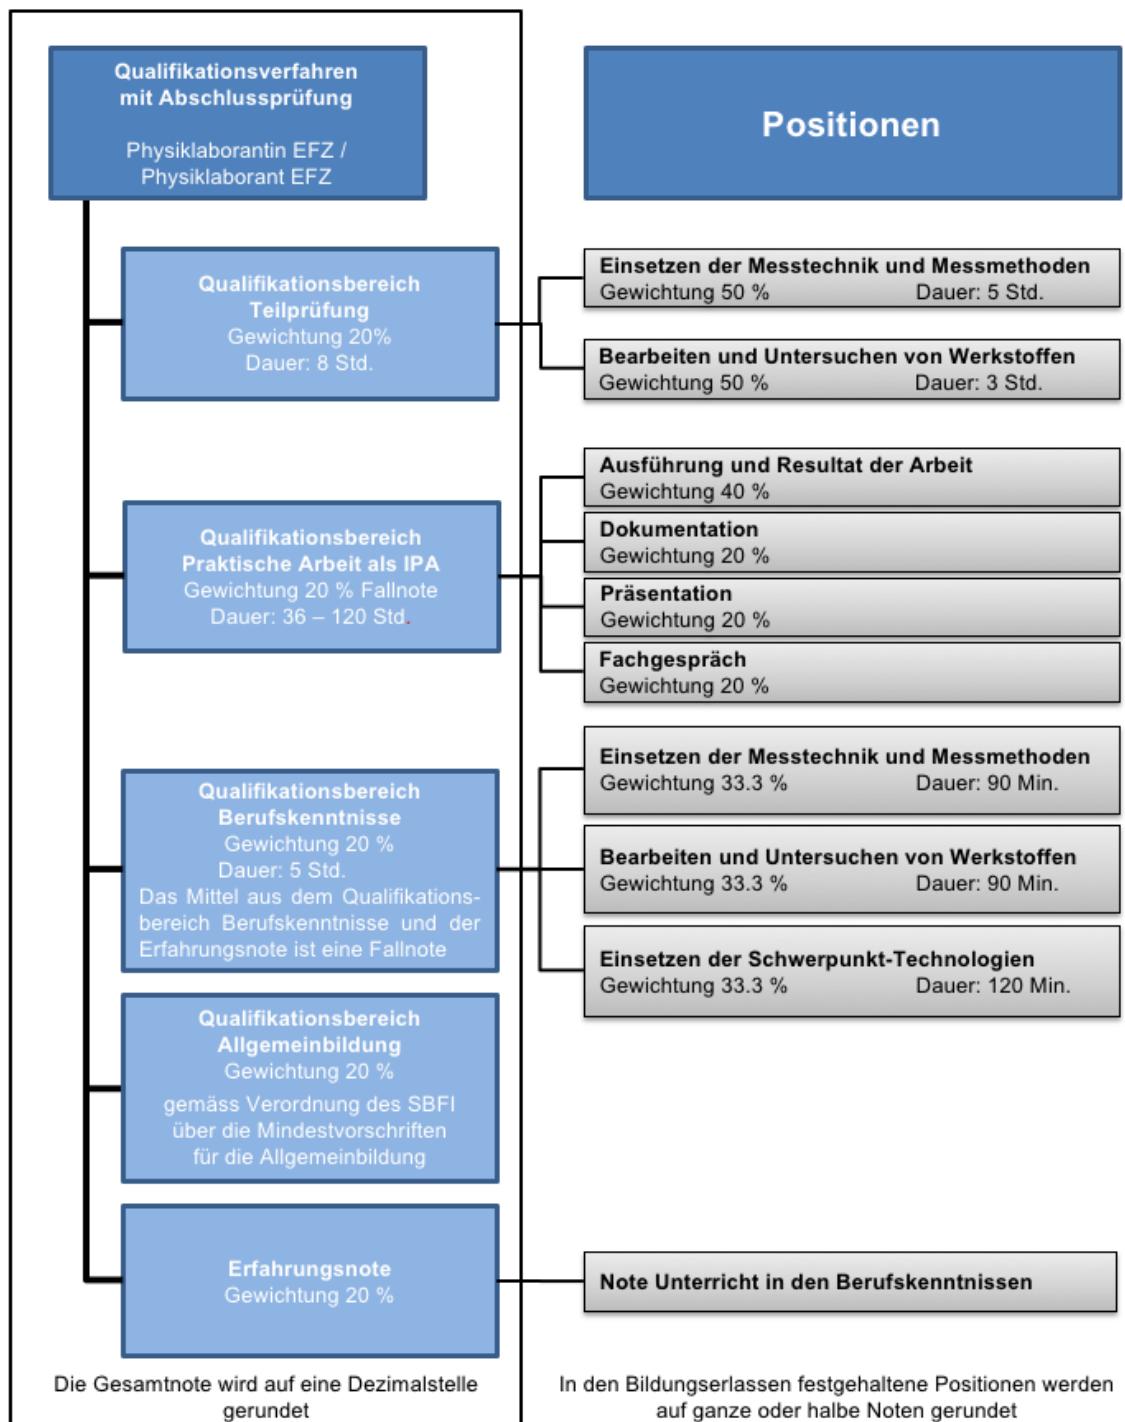 Qualifikationsverfahren
mit Abschlussprüfung
Physiklaborantin EFZ /
Physiklaborant EFZ
Positionen
Qualifikationsbereich
Teilprüfung
Gewichtung 20%
Dauer: 8 Std.
Einsetzen der Messtechnik und Messmethoden
Gewichtung 50 % Dauer: 5 Std.
Bearbeiten und Untersuchen von Werkstoffen
Gewichtung 50 % Dauer: 3 Std.
Qualifikationsbereich
Praktische Arbeit als IPA
Gewichtung 20 % Fallnote
Dauer: 36 – 120 Std.
Ausführung und Resultat der Arbeit
Gewichtung 40 %
Dokumentation
Gewichtung 20 %
Präsentation
Gewichtung 20 %
Fachgespräch
Gewichtung 20 %
Qualifikationsbereich
Berufskenntnisse
Gewichtung 20 %
Dauer: 5 Std.
Das Mittel aus dem Qualifikations-
bereich Berufskenntnisse und der
Erfahrungsnote ist eine Fallnote
Einsetzen der Messtechnik und Messmethoden
Gewichtung 33.3 % Dauer: 90 Min.
Bearbeiten und Untersuchen von Werkstoffen
Gewichtung 33.3 % Dauer: 90 Min.
Einsetzen der Schwerpunkt-Technologien
Gewichtung 33.3 % Dauer: 120 Min.
Qualifikationsbereich
Allgemeinbildung
Gewichtung 20 %
gemäss Verordnung des SBFI
über die Mindestvorschriften
für die Allgemeinbildung
Erfahrungsnote
Gewichtung 20 %
Note Unterricht in den Berufskenntnissen
Die Gesamtnote wird auf eine Dezimalstelle
gerundet
In den Bildungserlassen festgehaltene Positionen werden
auf ganze oder halbe Noten gerundet